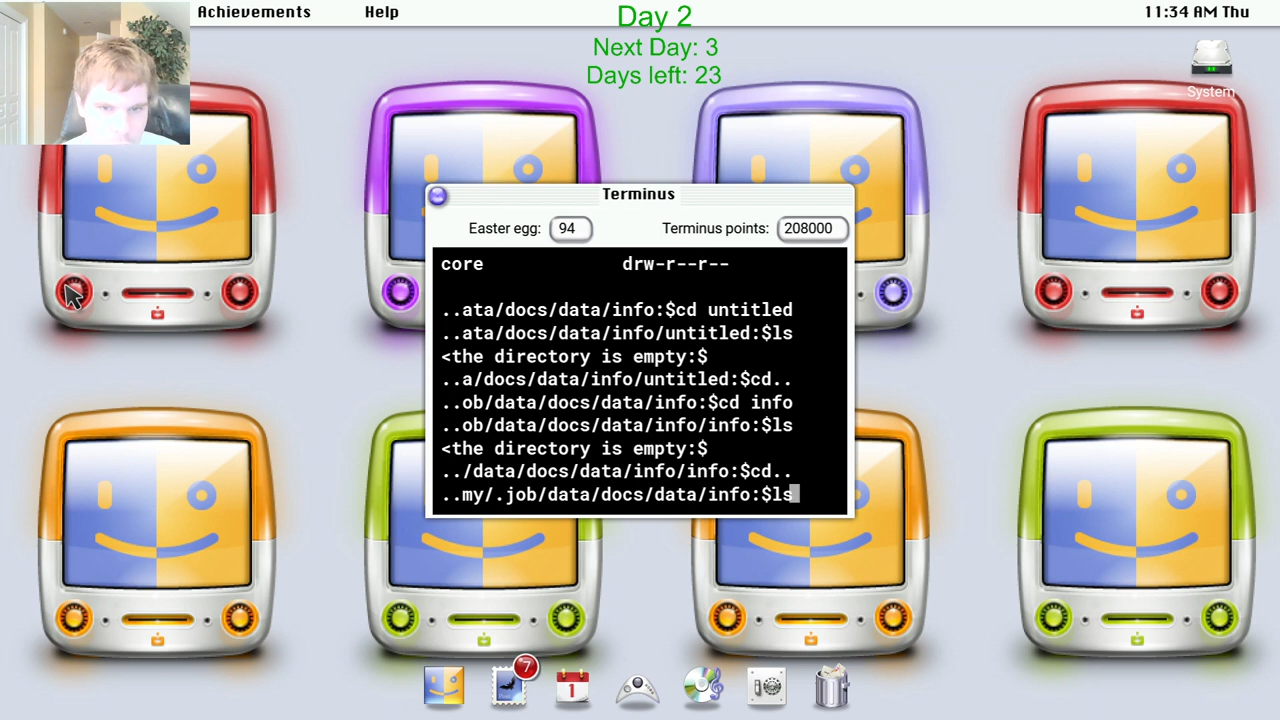 Achievements Help
11:34 AM Thu
Day 2
Next Day: 3
Days left: 23
System
Terminus
Easter egg: 94 Terminus points: 208000
core drw-r--r--
..ata/docs/data/info:$cd untitled
..ata/docs/data/info/untitled:$ls
<the directory is empty:$
..a/docs/data/info/untitled:$cd..
..ob/data/docs/data/info:$cd info
..ob/data/docs/data/info/info:$ls
<the directory is empty:$
../data/docs/data/info/info:$cd..
..my/.job/data/docs/data/info:$ls
7
1